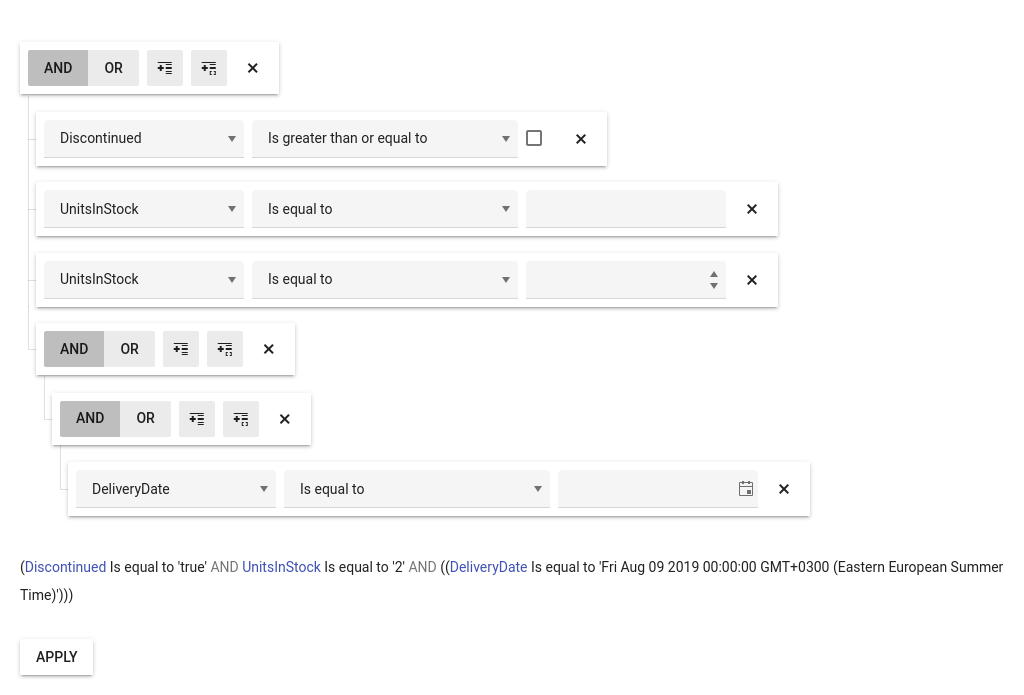 AND OR
Discontinued Is greater than or equal to
UnitsInStock Is equal to
UnitsInStock Is equal to
AND OR
AND OR
DeliveryDate Is equal to
(Discontinued Is equal to 'true' AND UnitsInStock Is equal to '2' AND ((DeliveryDate Is equal to 'Fri Aug 09 2019 00:00:00 GMT+0300 (Eastern European Summer
Time)')))
APPLY